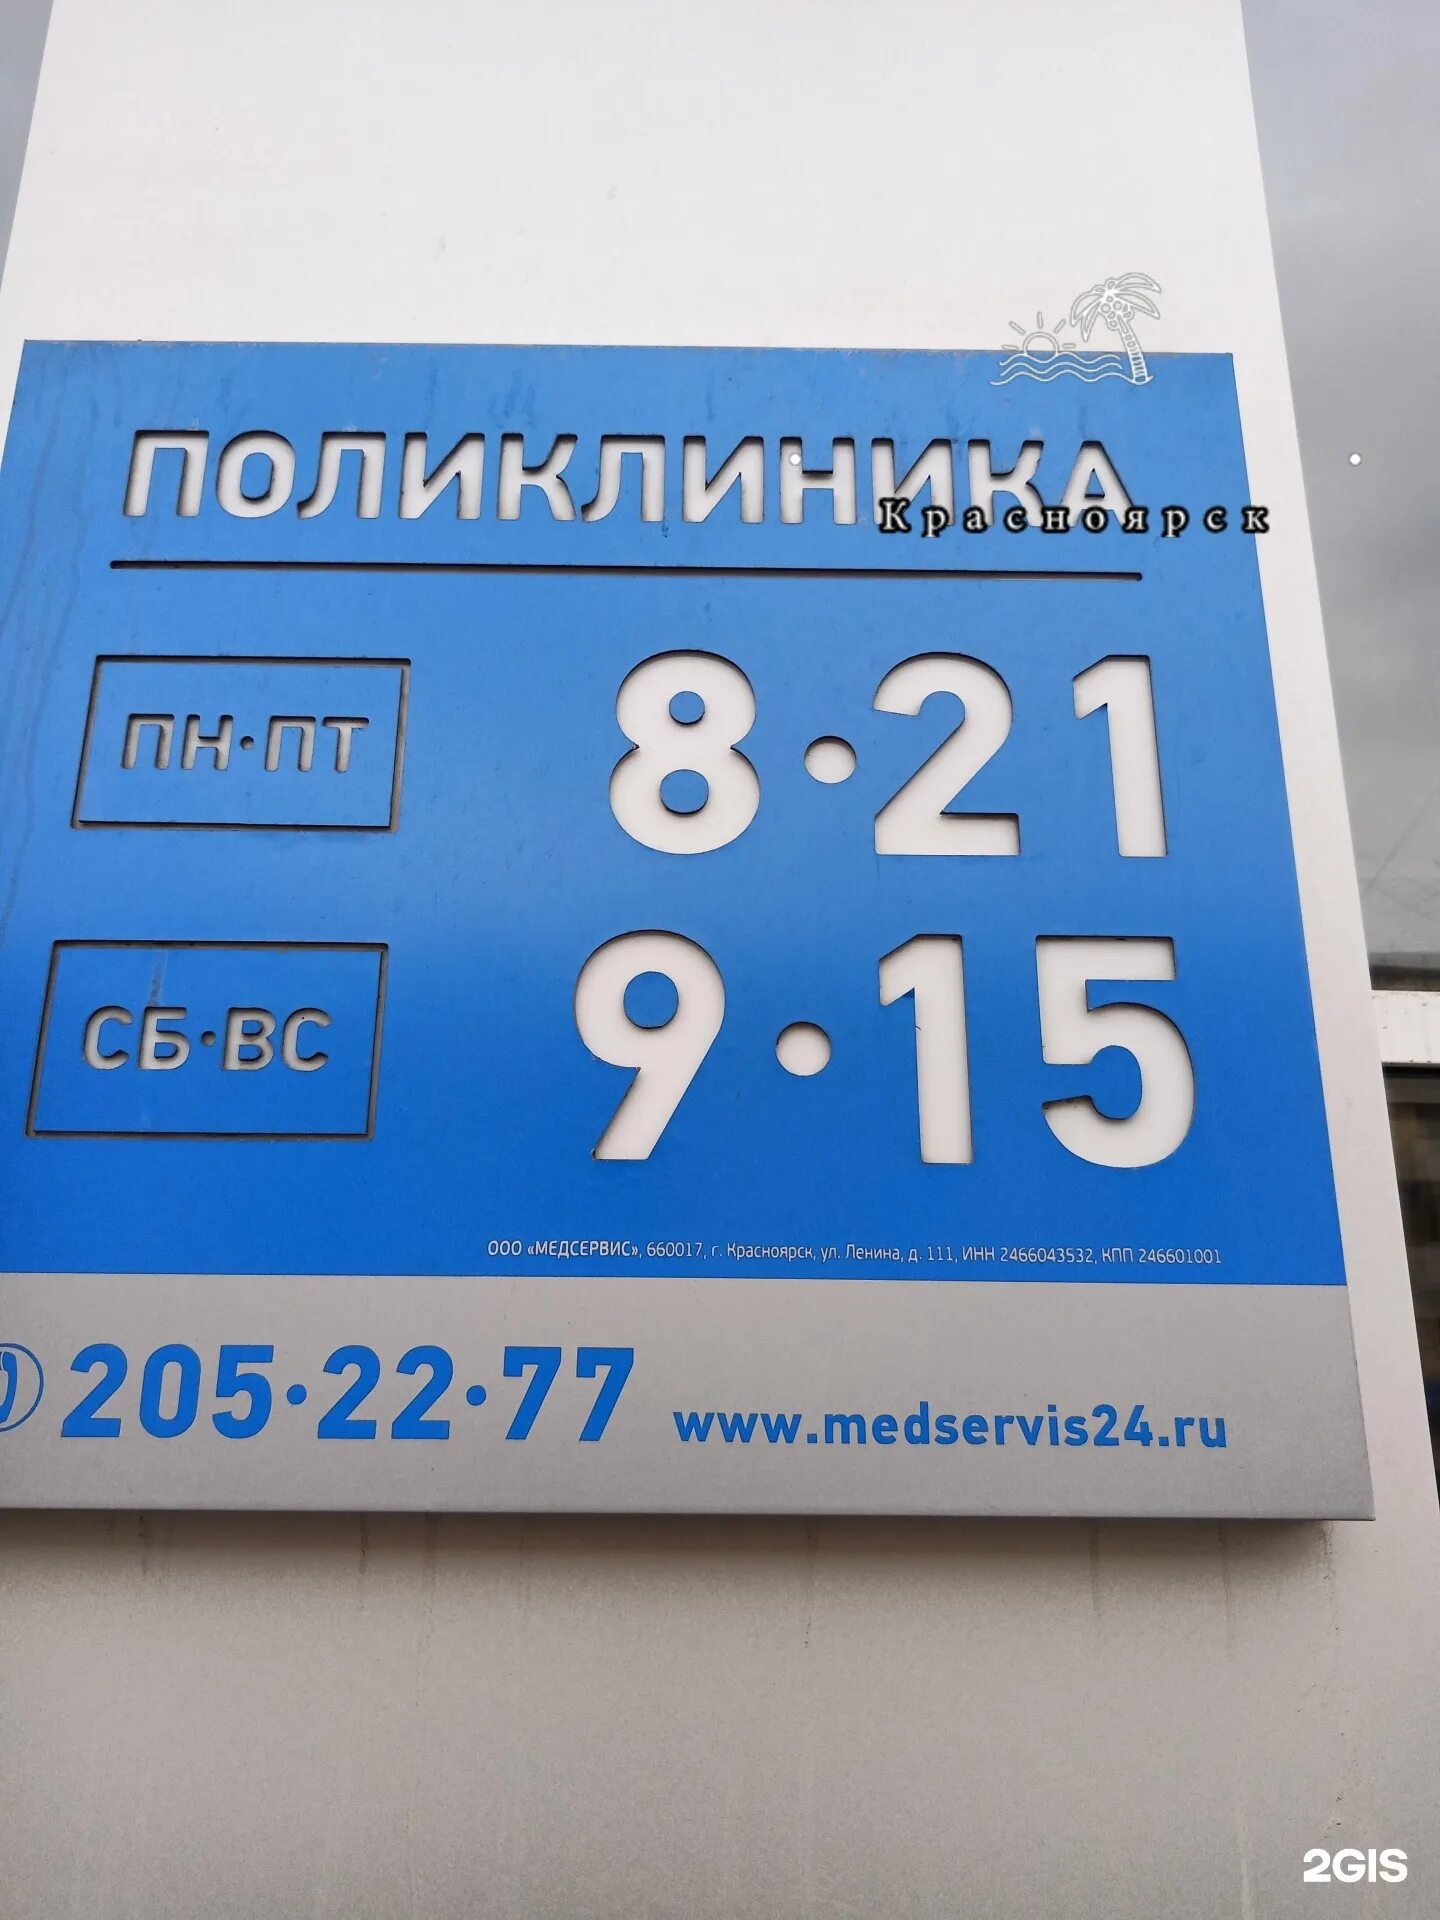 ПОЛИКЛИНИКА
Красноярск
ПН·ПТ 8·21
СБ·ВС 9·15
ООО «МЕДСЕРВИС», 660017, г. Красноярск, ул. Ленина, д. 111, ИНН 2466043532, КПП 246601001
205·22·77 www.medservis24.ru
2GIS